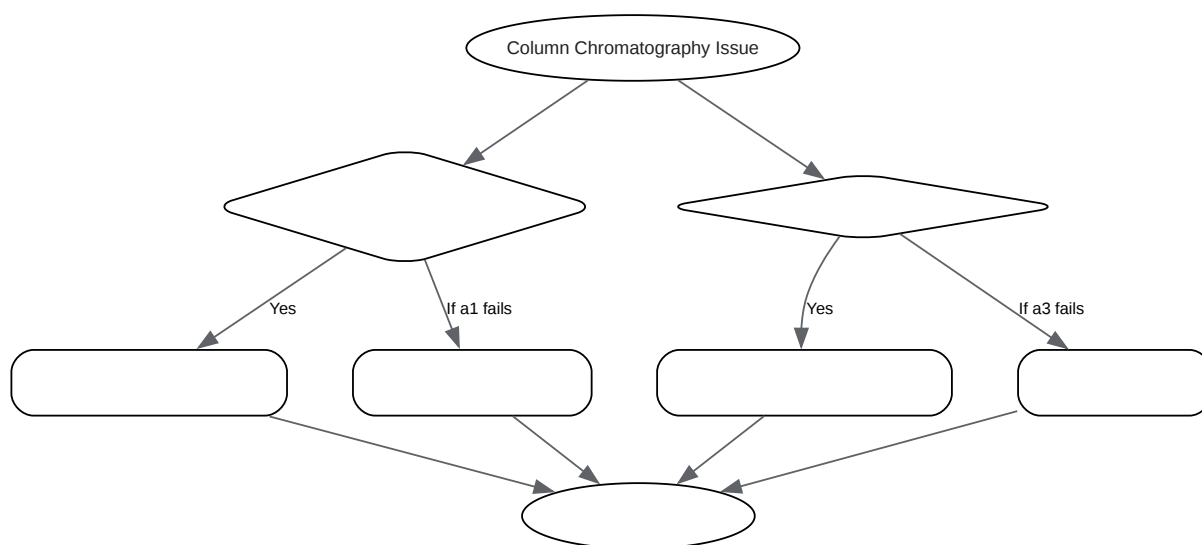 Column Chromatography Issue
Yes
If a1 fails
Yes
If a3 fails